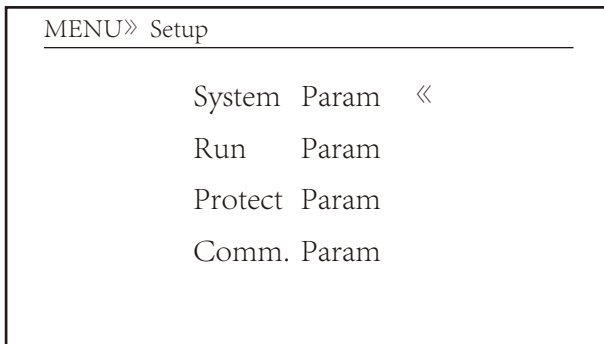 MENU》 Setup
System Param 《
Run Param
Protect Param
Comm. Param